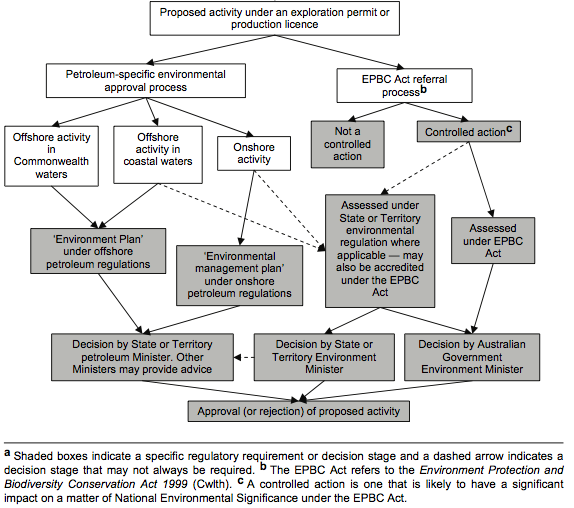 Proposed activity under an exploration permit or
production licence
Petroleum-specific environmental
approval process
EPBC Act referral
process b
Offshore activity
in
Commonwealth
waters
Offshore
activity in
coastal waters
Onshore
activity
Not a
controlled
action
Controlled action c
'Environment Plan'
under offshore
petroleum regulations
'Environmental
management plan'
under onshore
petroleum regulations
Assessed under
State or Territory
environmental
regulation where
applicable — may
also be accredited
under the EPBC
Act
Assessed
under EPBC
Act
Decision by State or Territory
petroleum Minister. Other
Ministers may provide advice
Decision by State or
Territory Environment
Minister
Decision by Australian
Government
Environment Minister
Approval (or rejection) of proposed activity
a Shaded boxes indicate a specific regulatory requirement or decision stage and a dashed arrow indicates a
decision stage that may not always be required. b The EPBC Act refers to the Environment Protection and
Biodiversity Conservation Act 1999 (Cwlth). c A controlled action is one that is likely to have a significant
impact on a matter of National Environmental Significance under the EPBC Act.